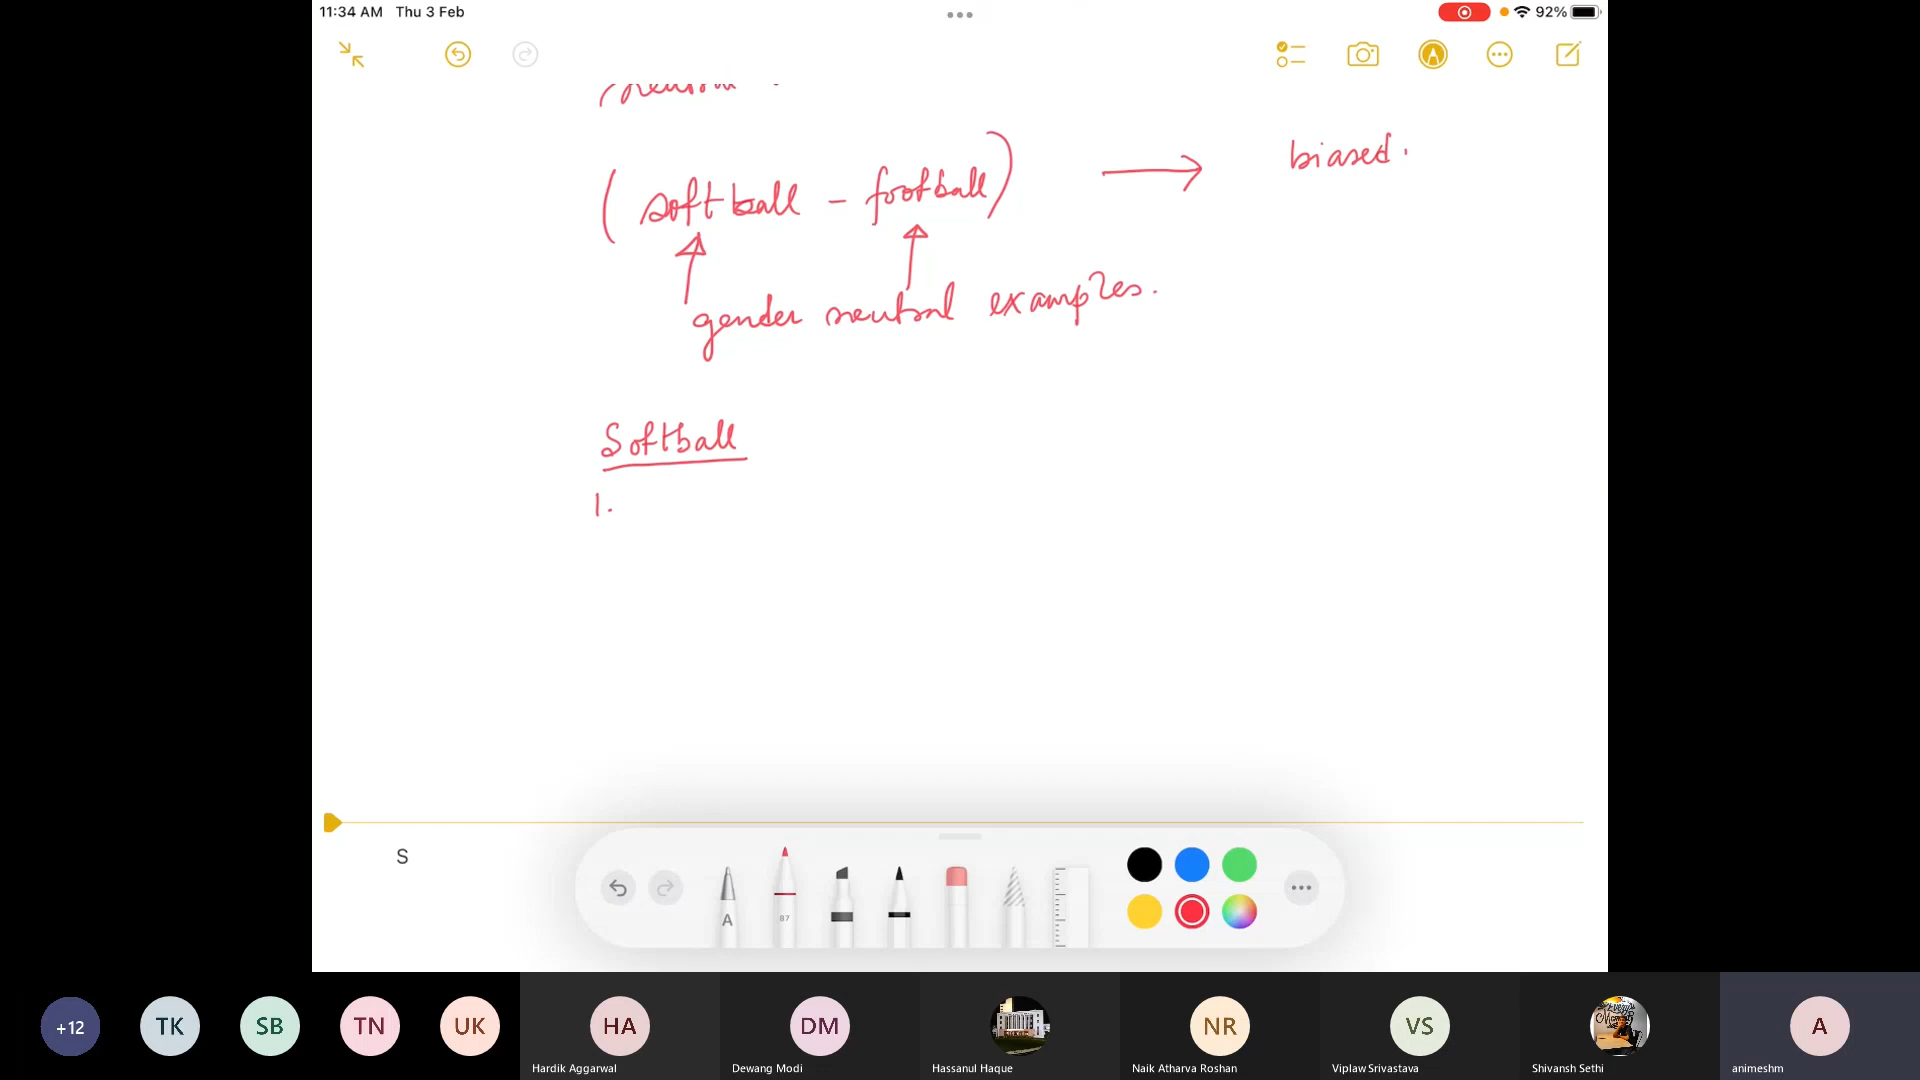 11:34 AM Thu 3 Feb
92%
neutral
(softball - football) → biased.
gender neutral examples.
Softball
1.
S
A
87
+12
TK
SB
TN
UK
HA
DM
NR
VS
A
Hardik Aggarwal
Dewang Modi
Hassanul Haque
Naik Atharva Roshan
Viplaw Srivastava
Shivansh Sethi
animeshm